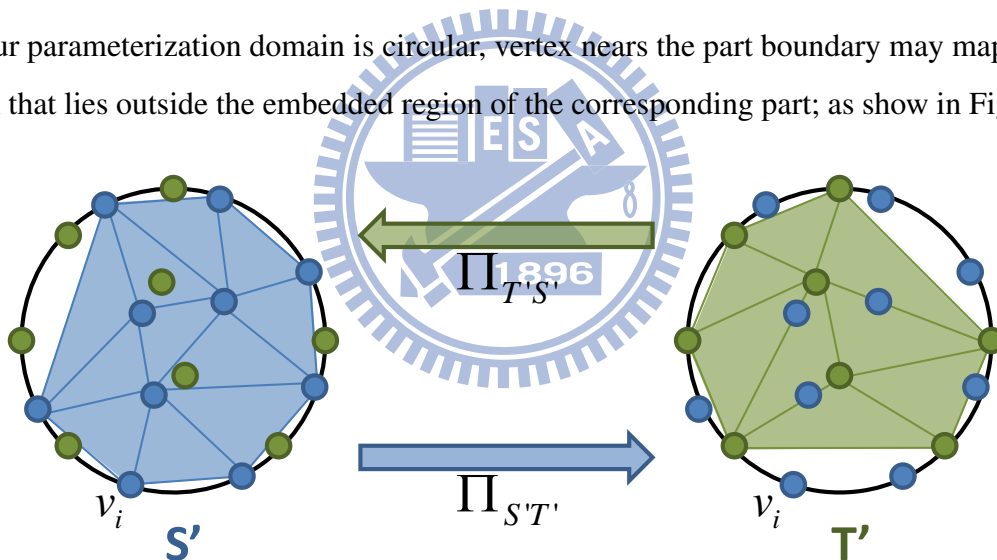 ur parameterization domain is circular, vertex nears the part boundary may map
that lies outside the embedded region of the corresponding part; as show in Fi
E S A
1896
Π_{T'S'}
Π_{S'T'}
v_i
v_i
S'
T'